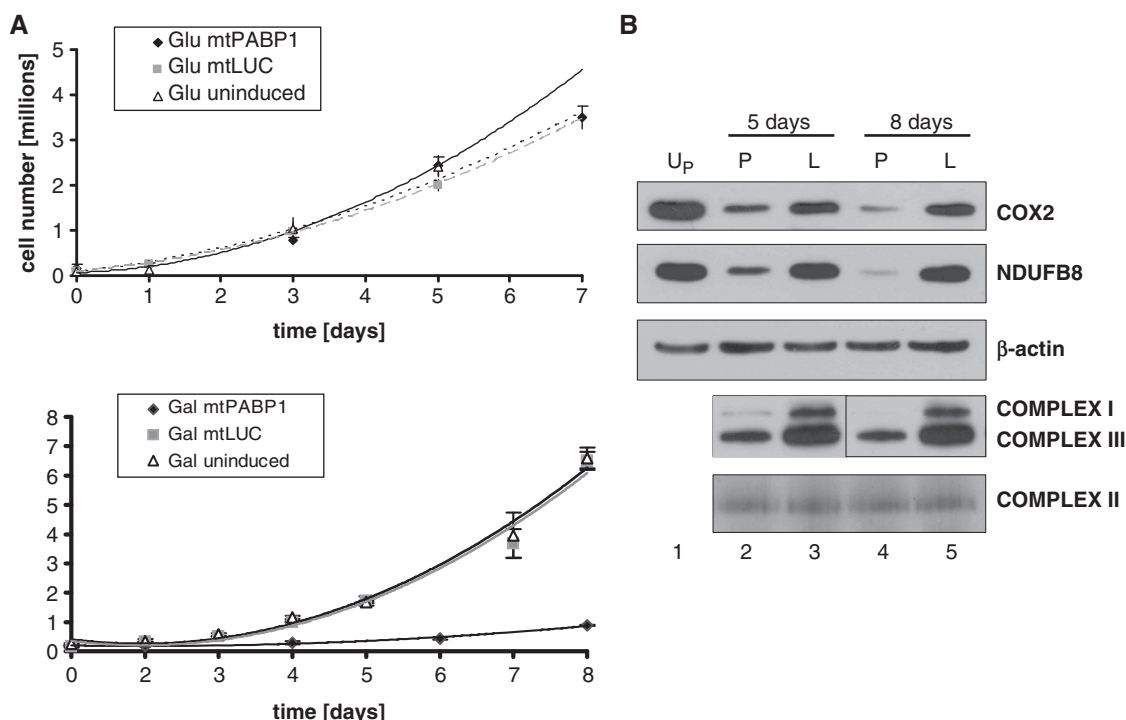 A
Glu mtPABP1
Glu mtLUC
Glu uninduced
cell number [millions]
5
4
3
2
1
0
0 1 2 3 4 5 6 7
time [days]
Gal mtPABP1
Gal mtLUC
Gal uninduced
8
7
6
5
4
3
2
1
0
0 2 3 4 5 6 7 8
time [days]
B
5 days 8 days
UP P L P L
COX2
NDUFB8
β-actin
COMPLEX I
COMPLEX III
COMPLEX II
1 2 3 4 5